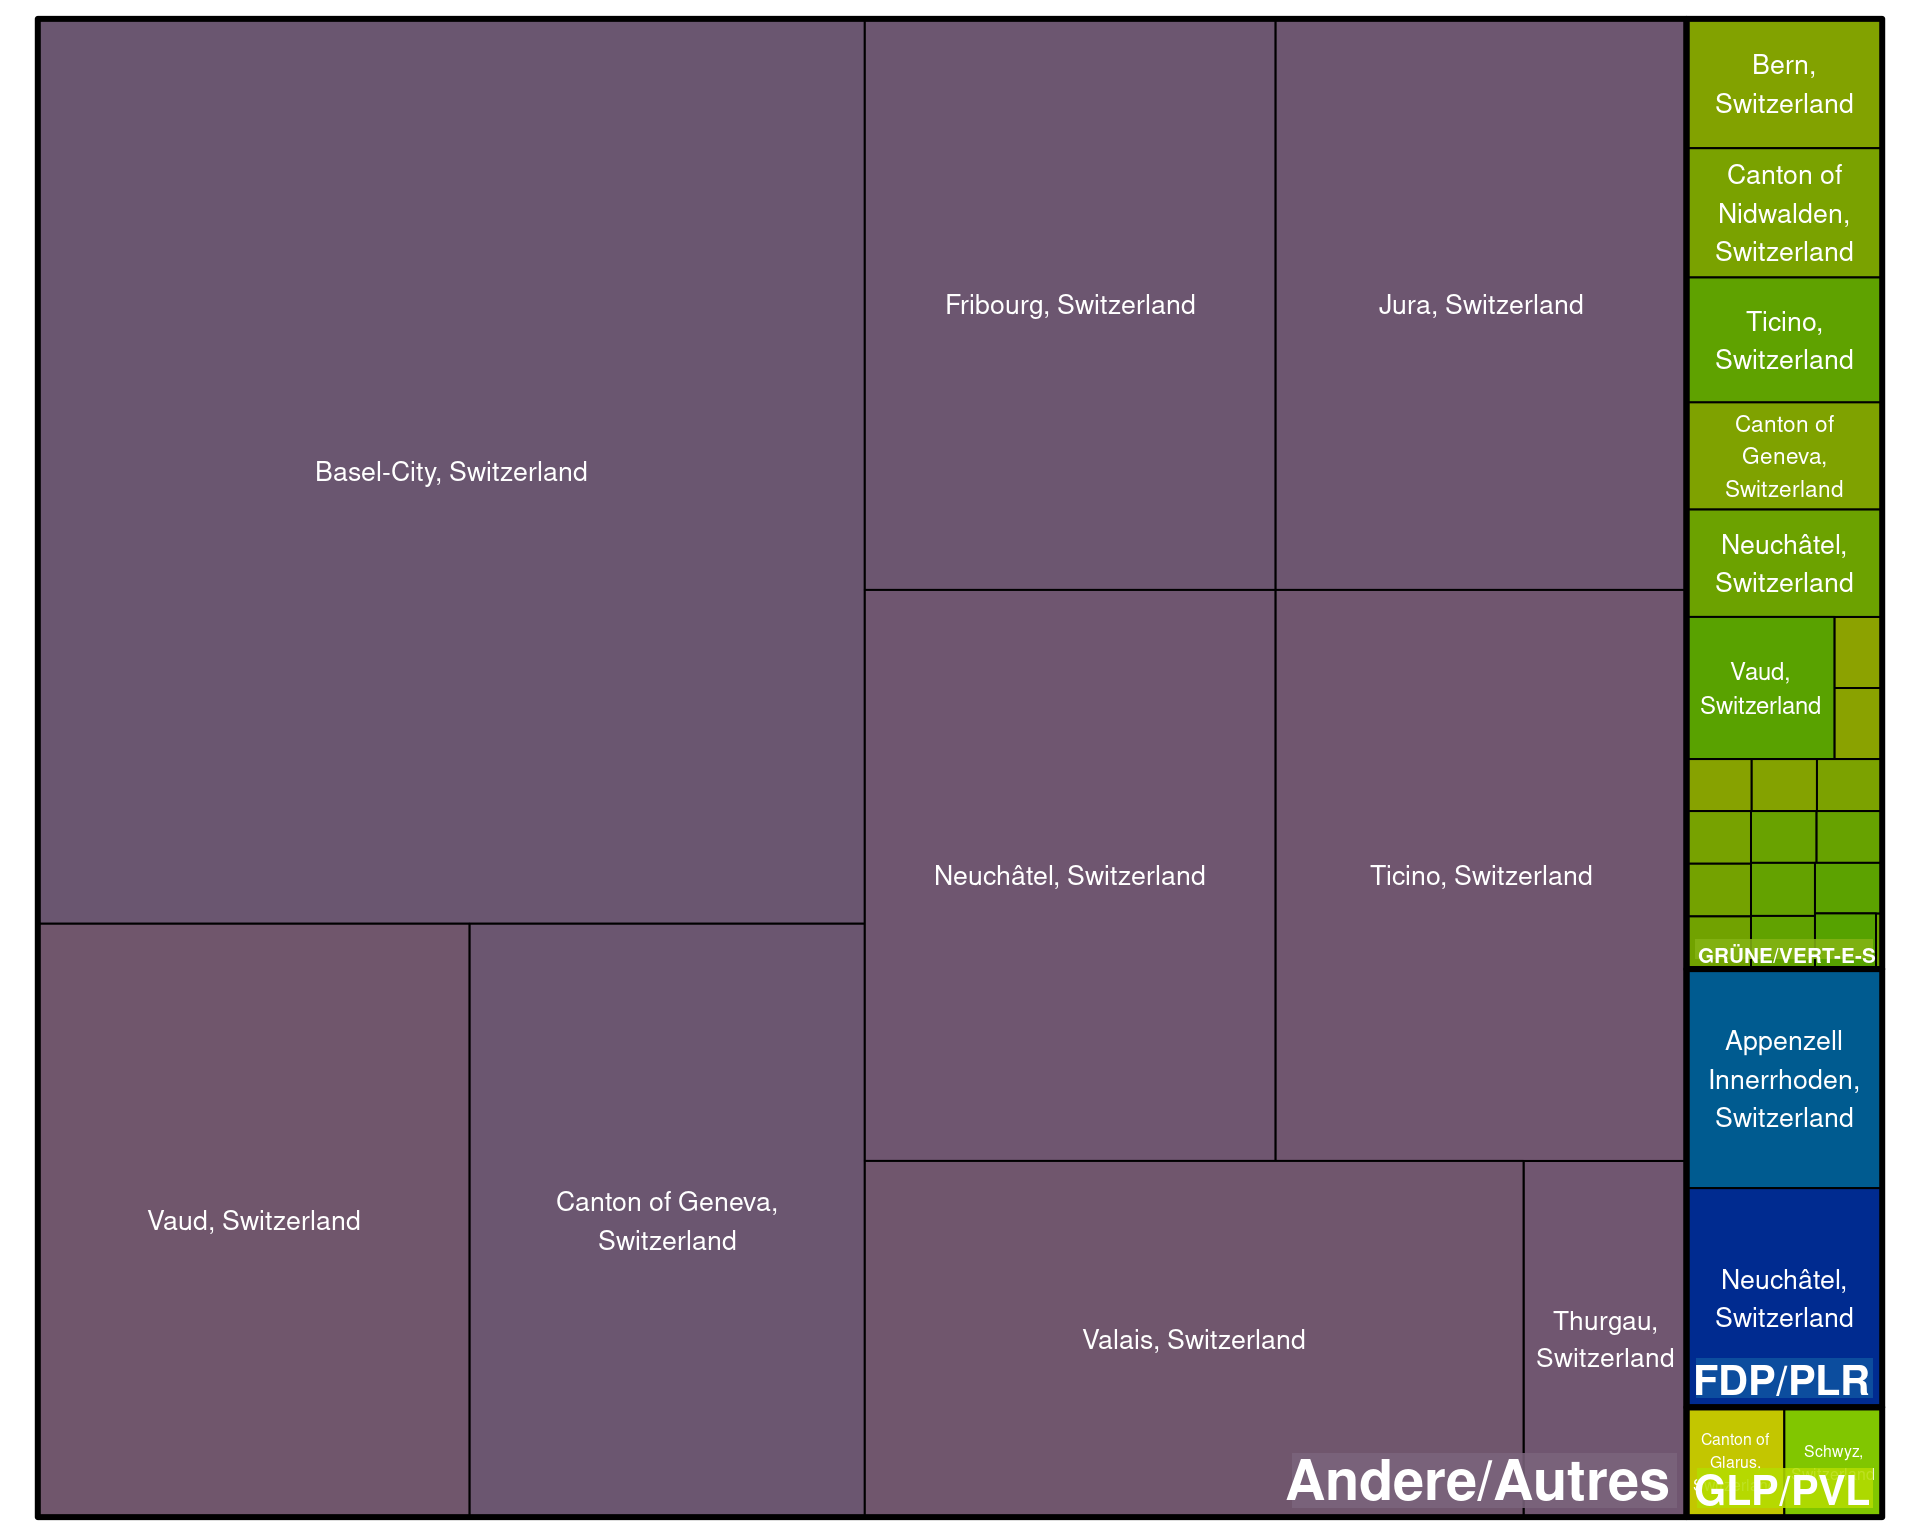 Basel-City, Switzerland
Fribourg, Switzerland
Jura, Switzerland
Neuchâtel, Switzerland
Ticino, Switzerland
Vaud, Switzerland
Canton of Geneva,
Switzerland
Valais, Switzerland
Thurgau,
Switzerland
Andere/Autres
Bern,
Switzerland
Canton of
Nidwalden,
Switzerland
Ticino,
Switzerland
Canton of
Geneva,
Switzerland
Neuchâtel,
Switzerland
Vaud,
Switzerland
GRÜNE/VERT-E-S
Appenzell
Innerrhoden,
Switzerland
Neuchâtel,
Switzerland
FDP/PLR
Canton of
Glarus,
Schwyz,
GLP/PVL